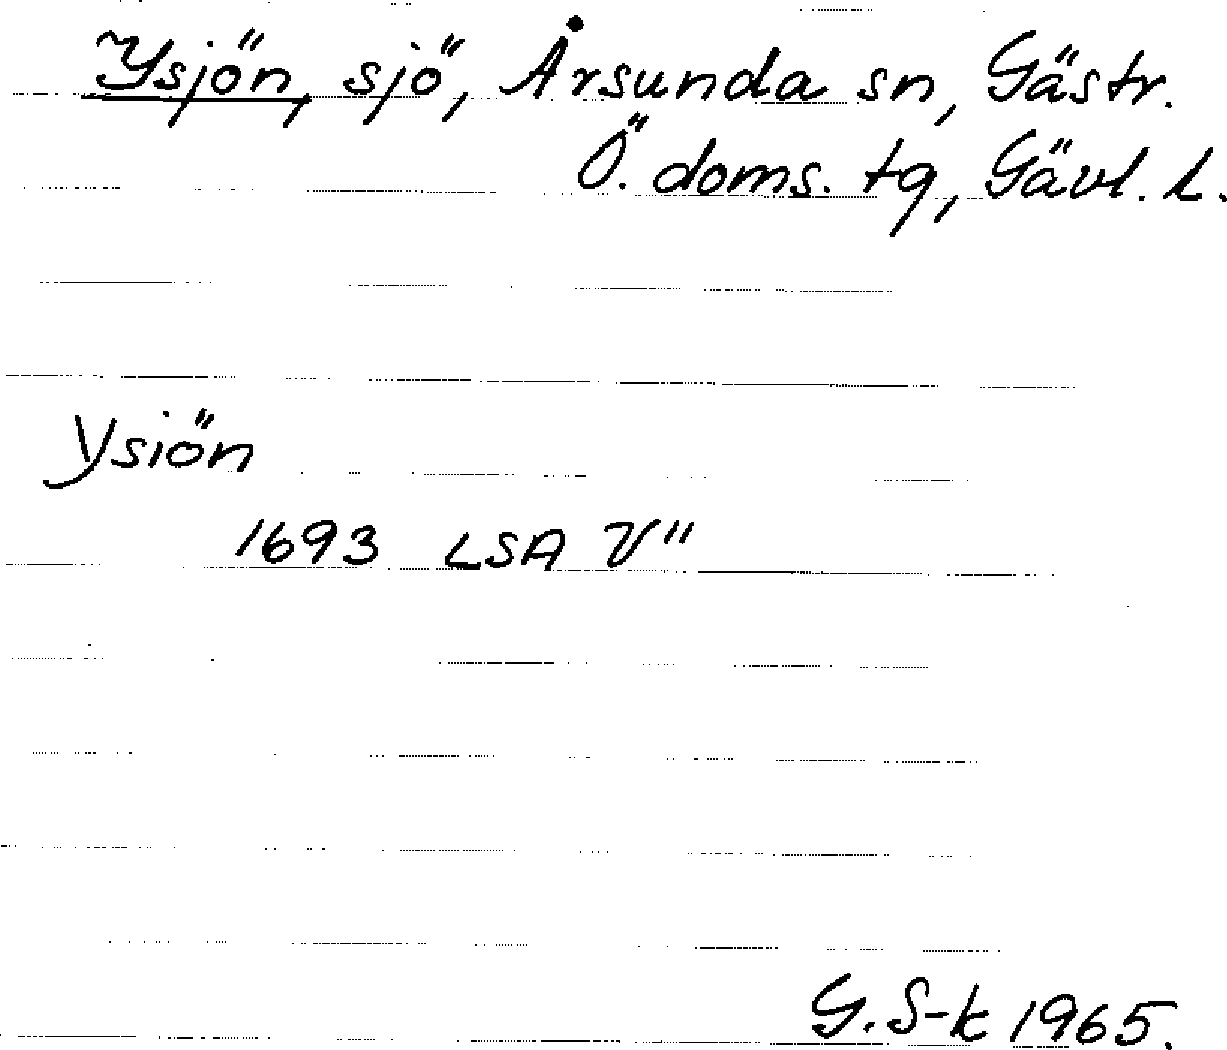 Ysjön, sjö, Årsunda sn, Gästr.
Ö. doms. tg, Gävl. L.
Ysiön
1693 LSA V"
G. S-k 1965.